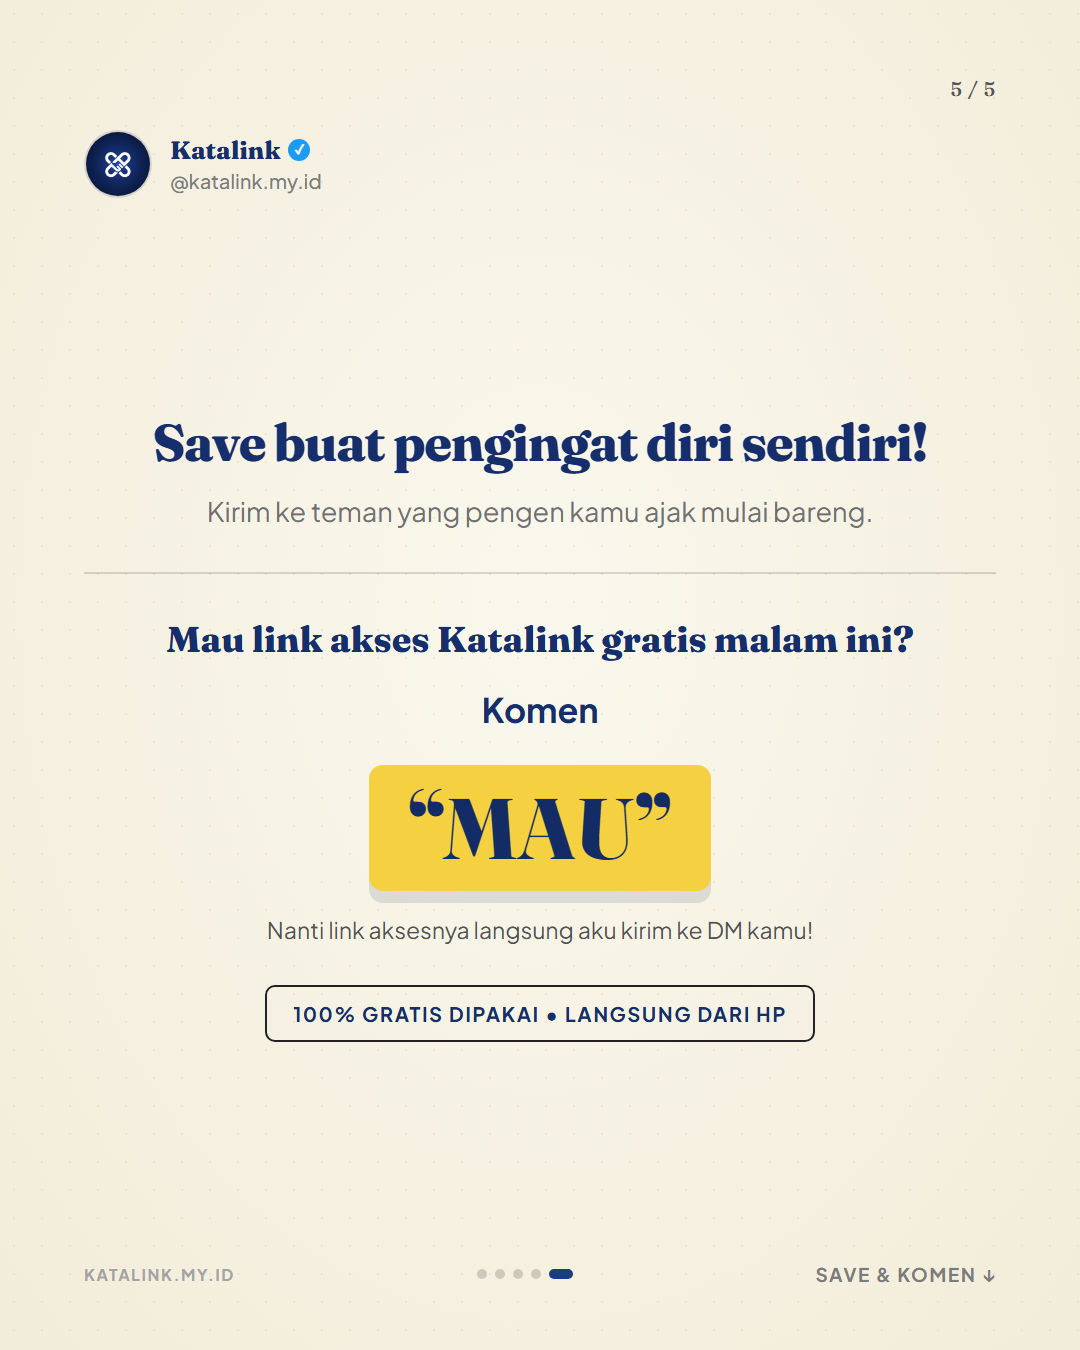 5 / 5
Katalink
@katalink.my.id
Save buat pengingat diri sendiri!
Kirim ke teman yang pengen kamu ajak mulai bareng.
Mau link akses Katalink gratis malam ini?
Komen
“MAU”
Nanti link aksesnya langsung aku kirim ke DM kamu!
100% GRATIS DIPAKAI • LANGSUNG DARI HP
KATALINK.MY.ID
SAVE & KOMEN ↓